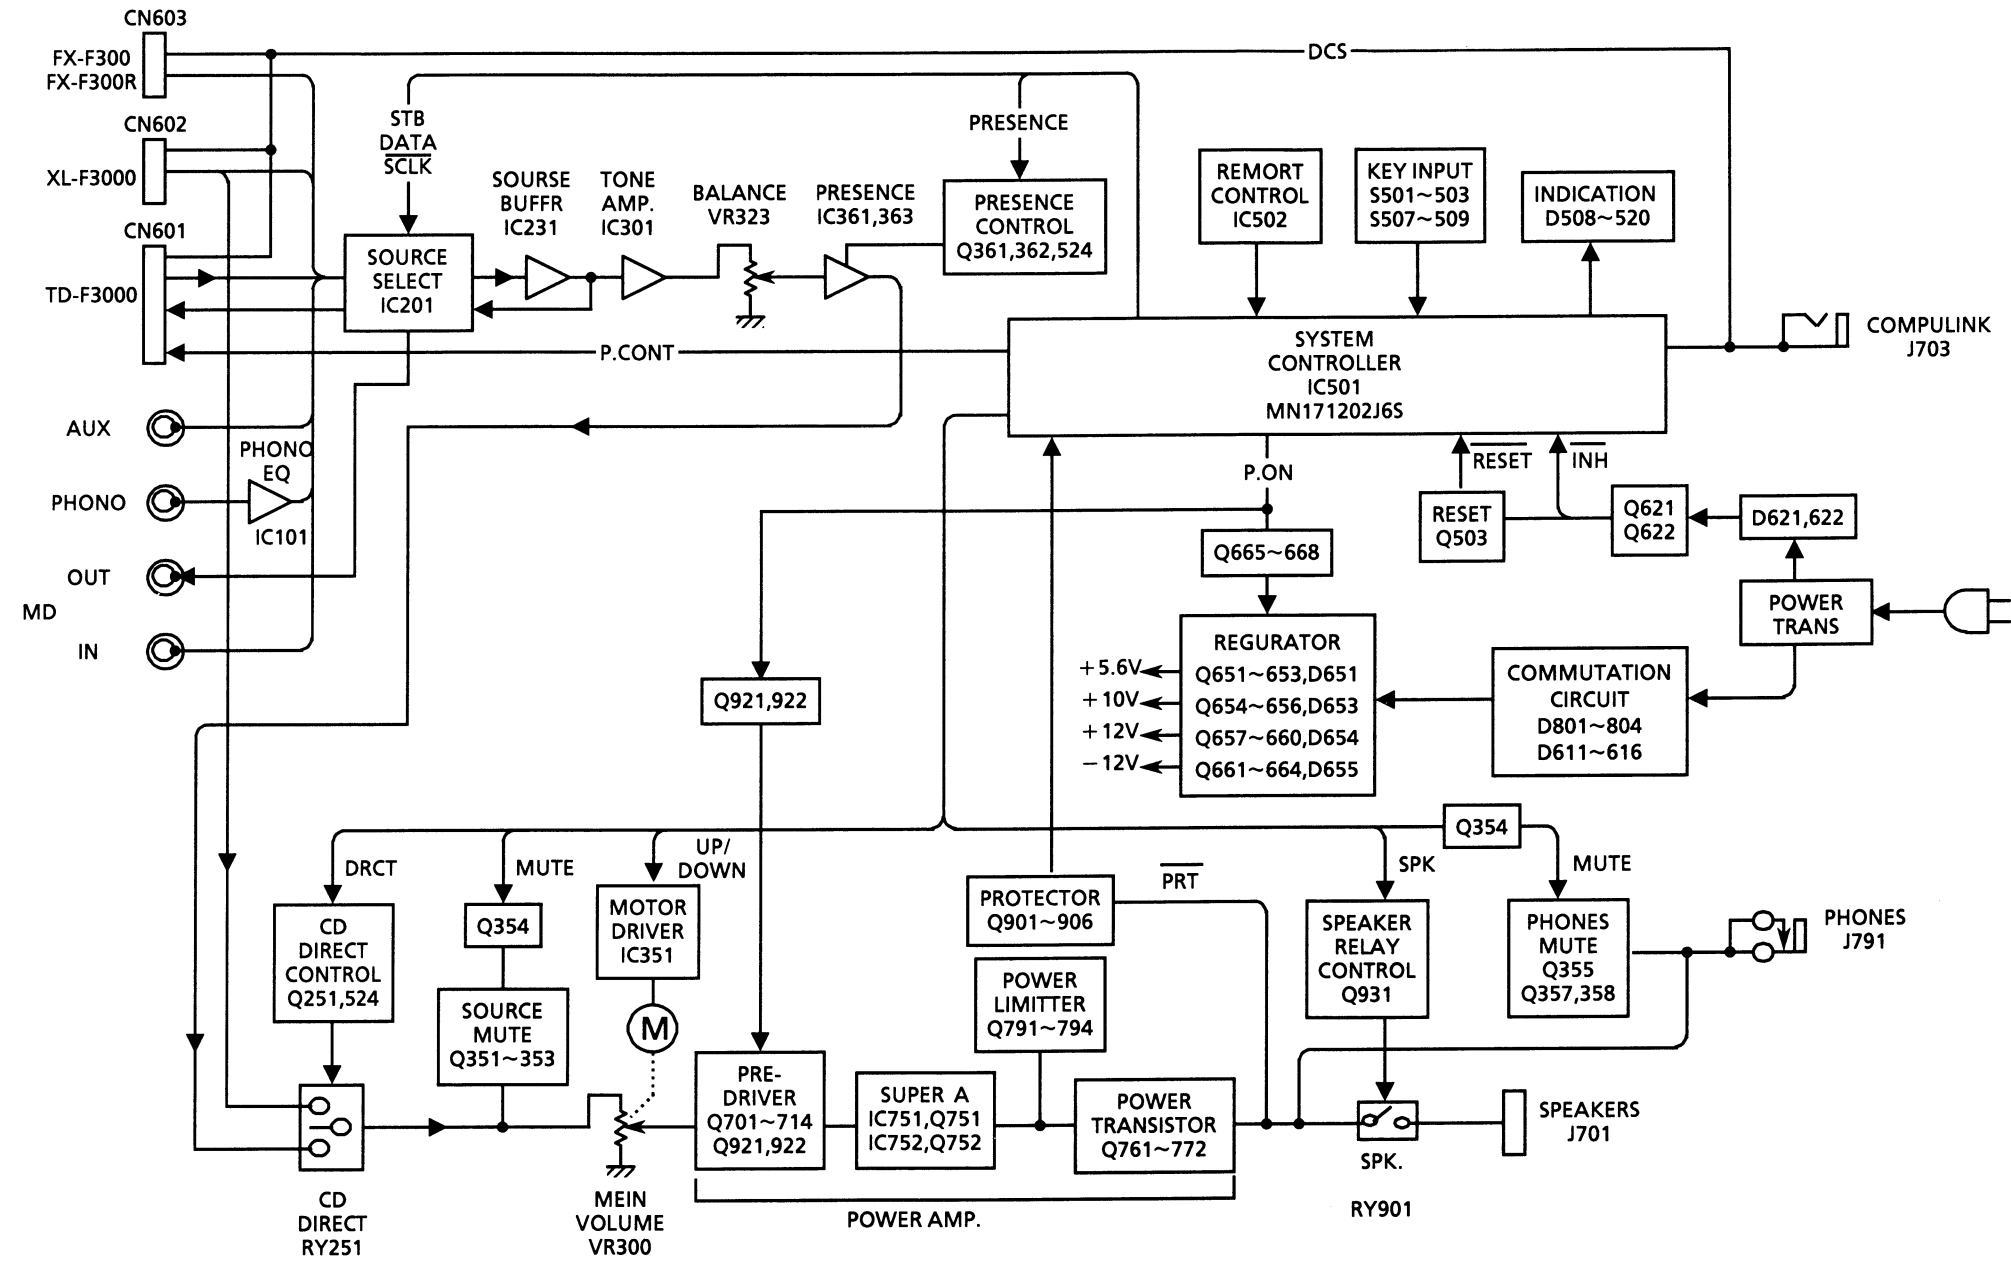 CN603
FX-F300
FX-F300R
DCS
CN602
XL-F3000
STB
DATA
SCLK
PRESENCE
CN601
TD-F3000
SOURCE
SELECT
IC201
SOURSE
BUFFR
IC231
TONE
AMP.
IC301
BALANCE
VR323
PRESENCE
IC361,363
PRESENCE
CONTROL
Q361,362,524
REMORT
CONTROL
IC502
KEY INPUT
S501~503
S507~509
INDICATION
D508~520
P.CONT
SYSTEM
CONTROLLER
IC501
MN171202J6S
COMPULINK
J703
AUX
PHONO
EQ
PHONO
IC101
OUT
MD
IN
P.ON
RESET
INH
RESET
Q503
Q621
Q622
D621,622
Q665~668
POWER
TRANS
REGURATOR
+5.6V
Q651~653,D651
+10V
Q654~656,D653
+12V
Q657~660,D654
−12V
Q661~664,D655
COMMUTATION
CIRCUIT
D801~804
D611~616
Q921,922
DRCT
MUTE
UP/
DOWN
PRT
SPK
Q354
MUTE
CD
DIRECT
CONTROL
Q251,524
Q354
SOURCE
MUTE
Q351~353
MOTOR
DRIVER
IC351
M
PROTECTOR
Q901~906
POWER
LIMITTER
Q791~794
SPEAKER
RELAY
CONTROL
Q931
PHONES
MUTE
Q355
Q357,358
PHONES
J791
PRE-
DRIVER
Q701~714
Q921,922
SUPER A
IC751,Q751
IC752,Q752
POWER
TRANSISTOR
Q761~772
SPEAKERS
J701
SPK.
RY901
CD
DIRECT
RY251
MEIN
VOLUME
VR300
POWER AMP.